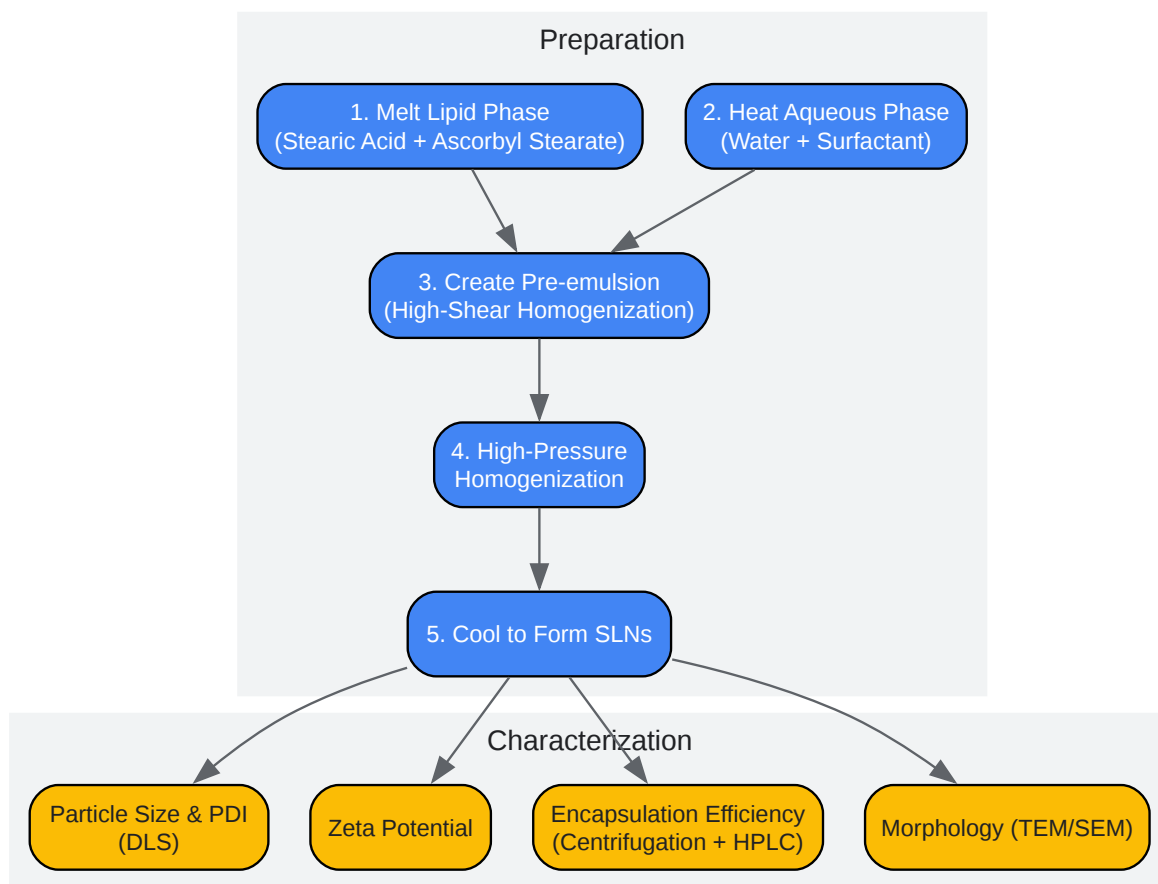 Preparation
1. Melt Lipid Phase
(Stearic Acid + Ascorbyl Stearate)
2. Heat Aqueous Phase
(Water + Surfactant)
3. Create Pre-emulsion
(High-Shear Homogenization)
4. High-Pressure
Homogenization
5. Cool to Form SLNs
Characterization
Particle Size & PDI
(DLS)
Zeta Potential
Encapsulation Efficiency
(Centrifugation + HPLC)
Morphology (TEM/SEM)